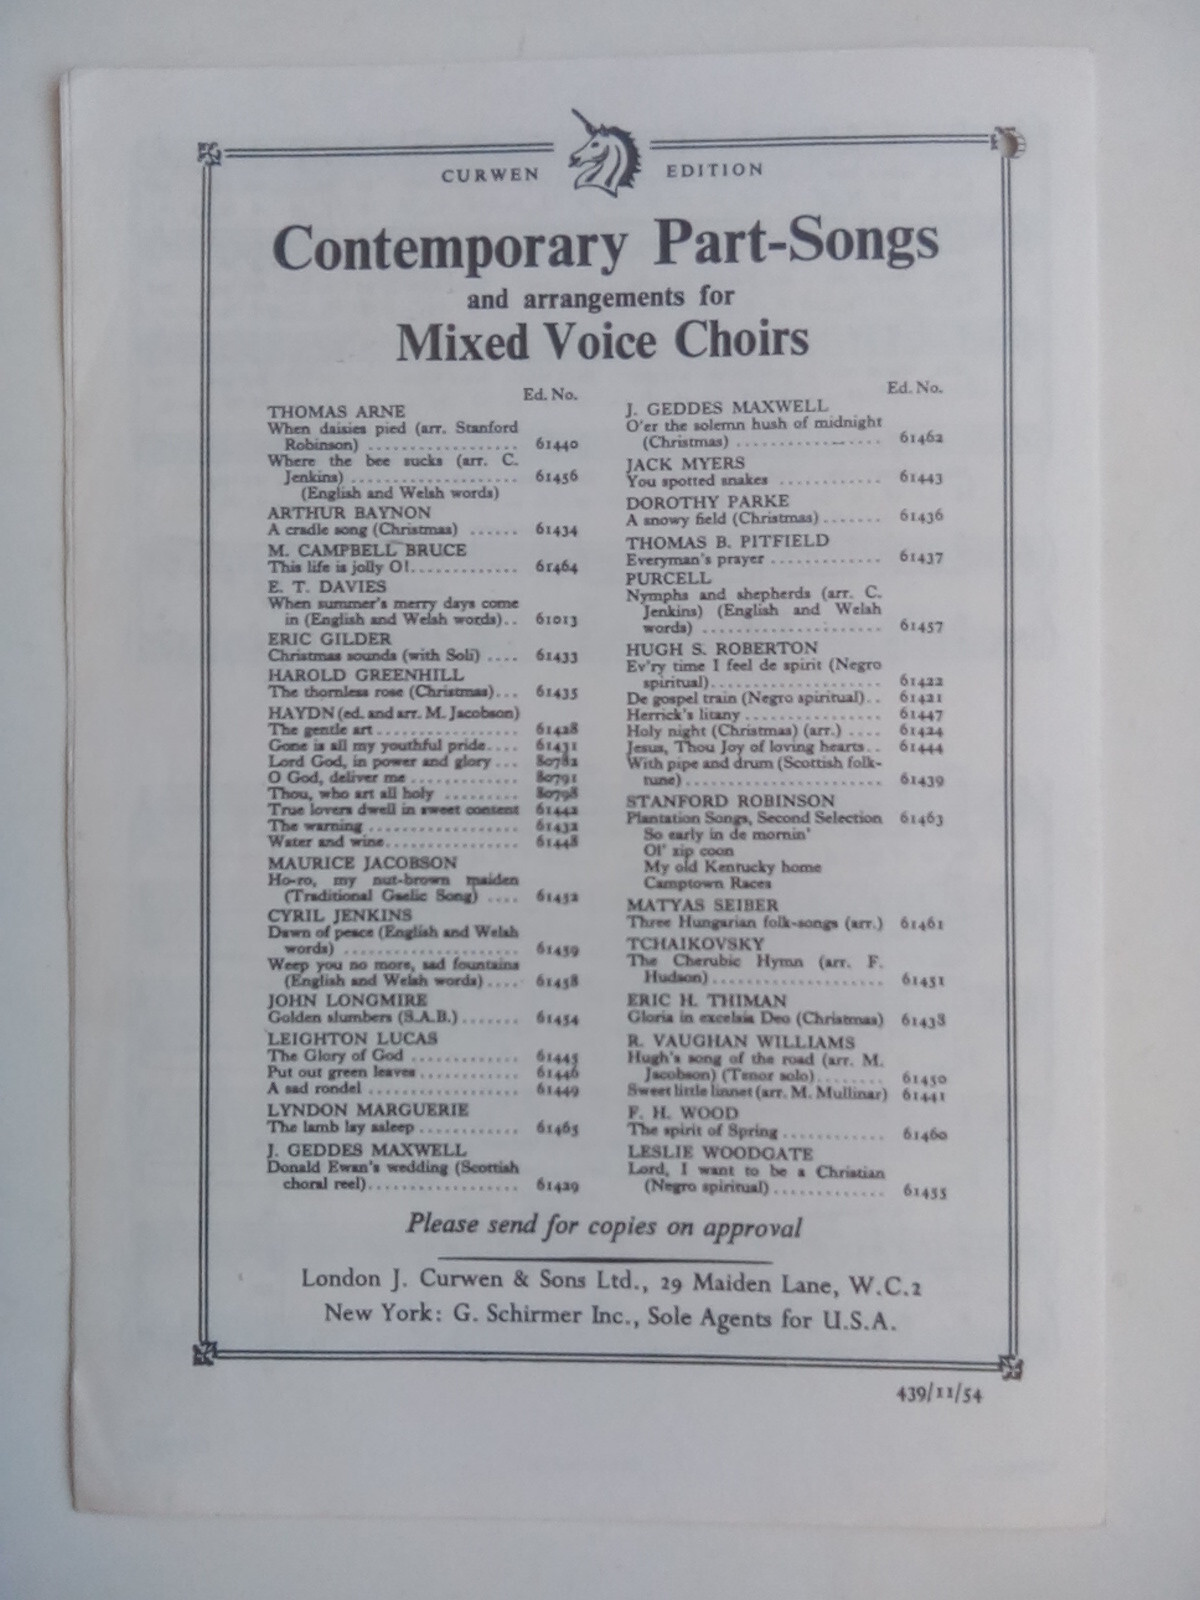 CURWEN EDITION
Contemporary Part-Songs
and arrangements for
Mixed Voice Choirs
Ed. No.
THOMAS ARNE
When daisies pied (arr. Stanford
Robinson) .................. 61440
Where the bee sucks (arr. C.
Jenkins) .................... 61456
(English and Welsh words)
ARTHUR BAYNON
A cradle song (Christmas) ...... 61434
M. CAMPBELL BRUCE
This life is jolly O!............. 61464
E. T. DAVIES
When summer's merry days come
in (English and Welsh words).. 61013
ERIC GILDER
Christmas sounds (with Soli) .... 61433
HAROLD GREENHILL
The thornless rose (Christmas)... 61435
HAYDN (ed. and arr. M. Jacobson)
The gentle art................. 61428
Gone is all my youthful pride.... 61431
Lord God, in power and glory ... 80782
O God, deliver me ............. 80791
Thou, who art all holy ......... 80798
True lovers dwell in sweet content 61442
The warning .................. 61432
Water and wine................ 61448
MAURICE JACOBSON
Ho-ro, my nut-brown maiden
(Traditional Gaelic Song) .... 61452
CYRIL JENKINS
Dawn of peace (English and Welsh
words) .................... 61459
Weep you no more, sad fountains
(English and Welsh words).... 61458
JOHN LONGMIRE
Golden slumbers (S.A.B.)....... 61454
LEIGHTON LUCAS
The Glory of God ............. 61445
Put out green leaves............ 61446
A sad rondel .................. 61449
LYNDON MARGUERIE
The lamb lay asleep ............ 61465
J. GEDDES MAXWELL
Donald Ewan's wedding (Scottish
choral reel).................. 61429
Ed. No.
J. GEDDES MAXWELL
O'er the solemn hush of midnight
(Christmas) ................. 61462
JACK MYERS
You spotted snakes ............ 61443
DOROTHY PARKE
A snowy field (Christmas)....... 61436
THOMAS B. PITFIELD
Everyman's prayer ............. 61437
PURCELL
Nymphs and shepherds (arr. C.
Jenkins) (English and Welsh
words) ..................... 61457
HUGH S. ROBERTON
Ev'ry time I feel de spirit (Negro
spiritual).................... 61422
De gospel train (Negro spiritual).. 61421
Herrick's litany ................ 61447
Holy night (Christmas) (arr.) .... 61424
Jesus, Thou Joy of loving hearts.. 61444
With pipe and drum (Scottish folk-
tune)....................... 61439
STANFORD ROBINSON
Plantation Songs, Second Selection 61463
So early in de mornin'
Ol' zip coon
My old Kentucky home
Camptown Races
MATYAS SEIBER
Three Hungarian folk-songs (arr.) 61461
TCHAIKOVSKY
The Cherubic Hymn (arr. F.
Hudson).................... 61451
ERIC H. THIMAN
Gloria in excelsis Deo (Christmas) 61438
R. VAUGHAN WILLIAMS
Hugh's song of the road (arr. M.
Jacobson) (Tenor solo)........ 61450
Sweet little linnet (arr. M. Mullinar) 61441
F. H. WOOD
The spirit of Spring ............ 61460
LESLIE WOODGATE
Lord, I want to be a Christian
(Negro spiritual)............. 61455
Please send for copies on approval
London J. Curwen & Sons Ltd., 29 Maiden Lane, W.C.2
New York: G. Schirmer Inc., Sole Agents for U.S.A.
439/11/54